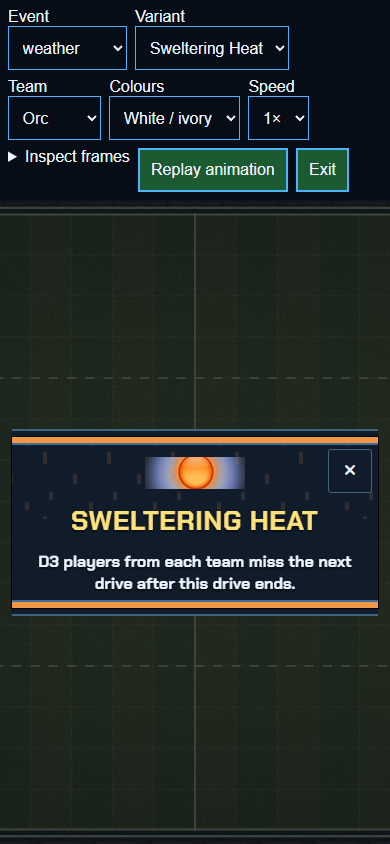 Event Variant
weather Sweltering Heat
Team Colours Speed
Orc White / ivory 1×
Inspect frames Replay animation Exit
×
SWELTERING HEAT
D3 players from each team miss the next
drive after this drive ends.